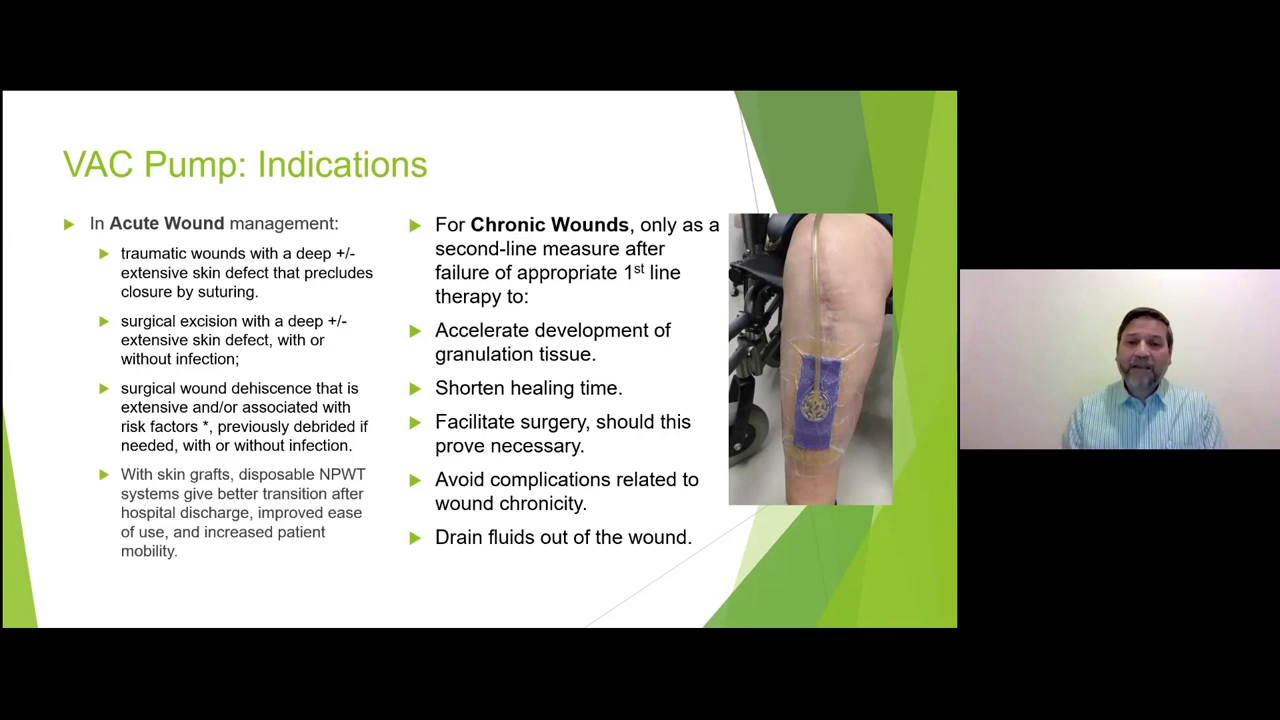 VAC Pump: Indications
In Acute Wound management:
traumatic wounds with a deep +/-
extensive skin defect that precludes
closure by suturing.
surgical excision with a deep +/-
extensive skin defect, with or
without infection;
surgical wound dehiscence that is
extensive and/or associated with
risk factors *, previously debrided if
needed, with or without infection.
With skin grafts, disposable NPWT
systems give better transition after
hospital discharge, improved ease
of use, and increased patient
mobility.
For Chronic Wounds, only as a
second-line measure after
failure of appropriate 1st line
therapy to:
Accelerate development of
granulation tissue.
Shorten healing time.
Facilitate surgery, should this
prove necessary.
Avoid complications related to
wound chronicity.
Drain fluids out of the wound.